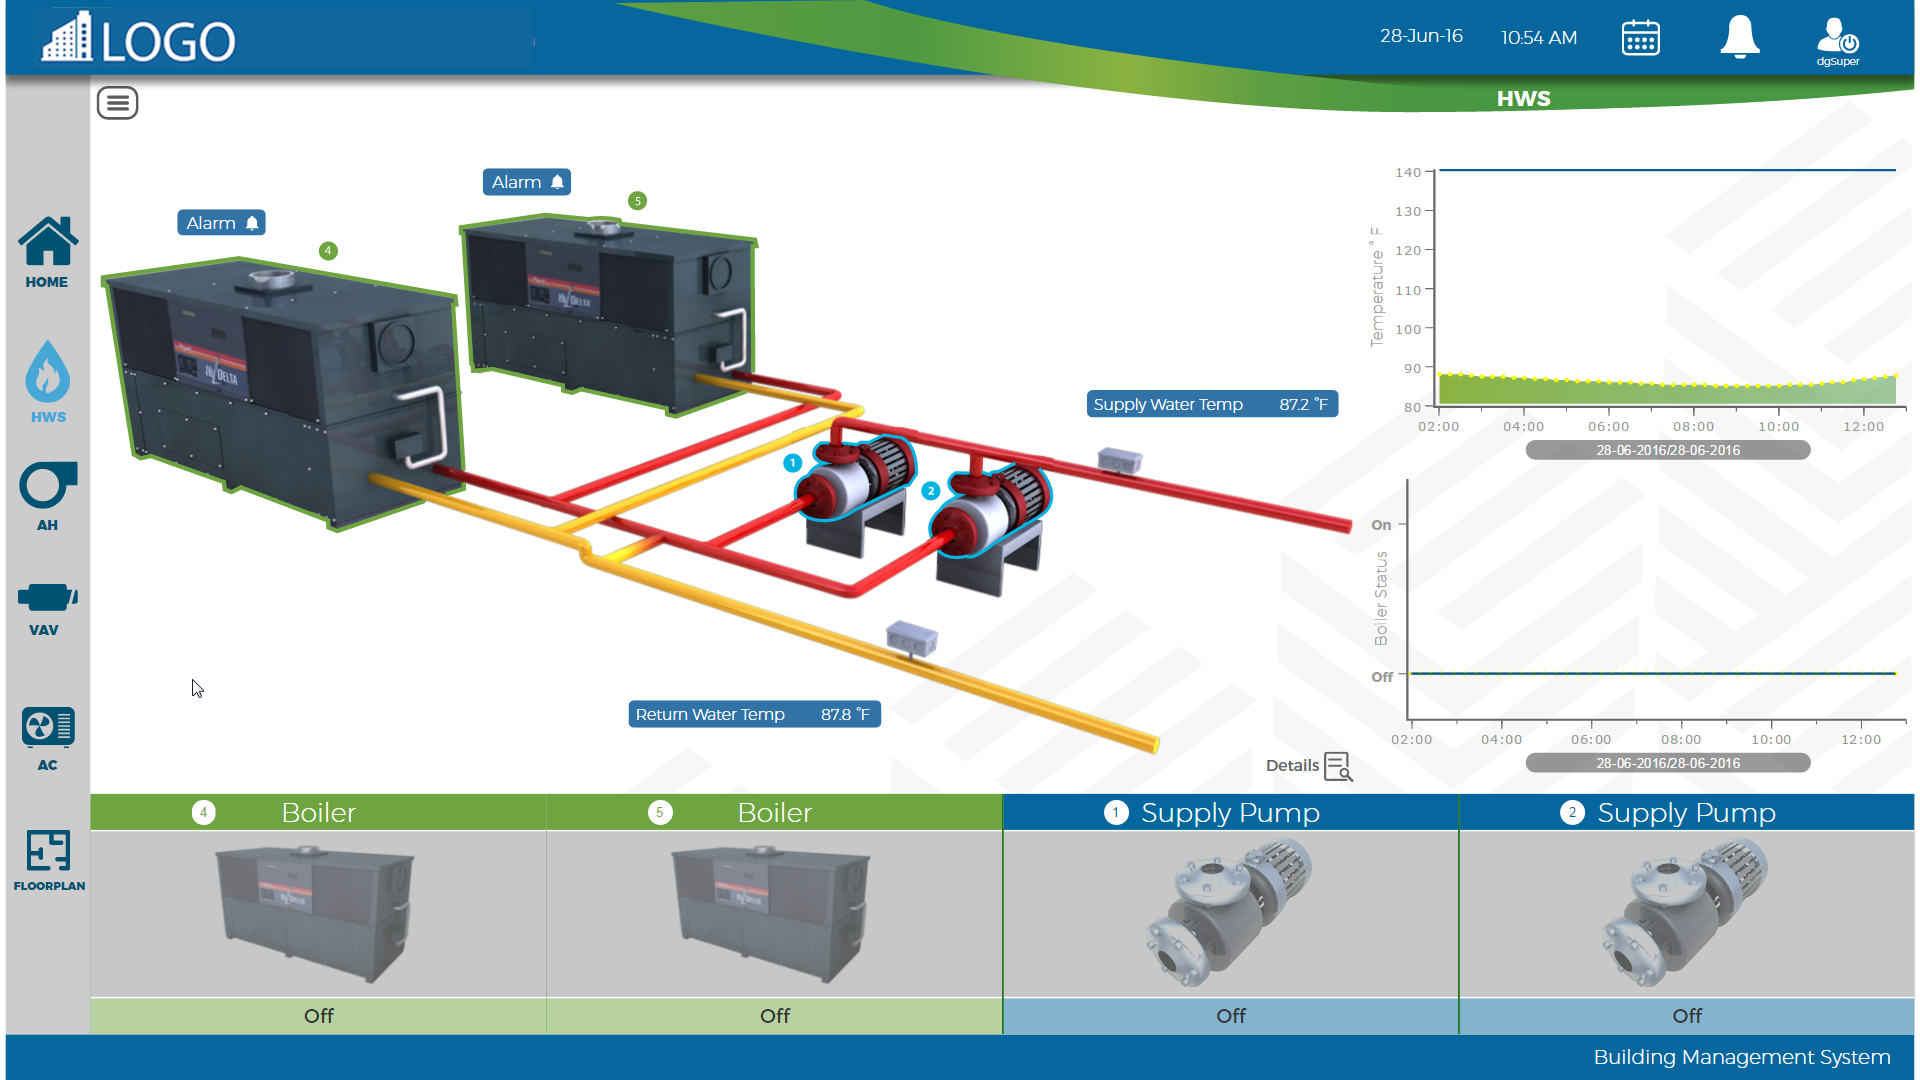 LOGO
28-Jun-16
10:54 AM
dgSuper
HWS
HOME
HWS
AH
VAV
AC
FLOORPLAN
Alarm
4
Alarm
5
Hi Delta
Hi Delta
1
2
Supply Water Temp 87.2 °F
Return Water Temp 87.8 °F
Details
Temperature ° F
140
130
120
110
100
90
80
02:00 04:00 06:00 08:00 10:00 12:00
28-06-2016/28-06-2016
Boiler Status
On
Off
02:00 04:00 06:00 08:00 10:00 12:00
28-06-2016/28-06-2016
4 Boiler
5 Boiler
1 Supply Pump
2 Supply Pump
Off
Off
Off
Off
Building Management System